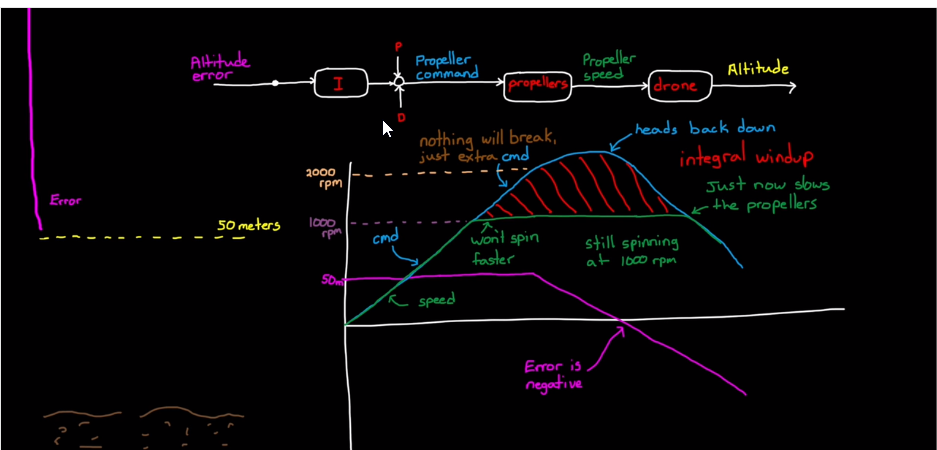 Altitude
error
I
P
D
Propeller
command
propellers
Propeller
speed
drone
Altitude
Error
50 meters
nothing will break,
just extra cmd
heads back down
integral windup
Just now slows
the propellers
2000
rpm
1000
rpm
cmd
won't spin
faster
still spinning
at 1000 rpm
50m
speed
Error is
negative